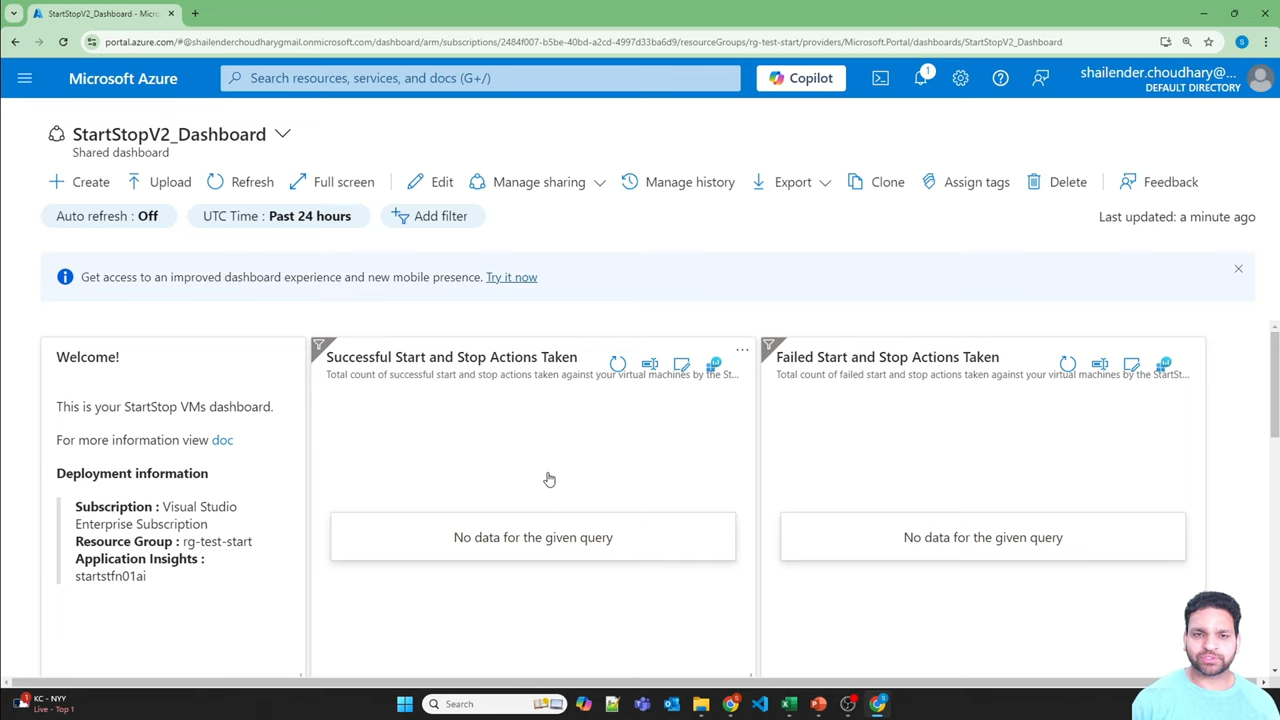 StartStopV2_Dashboard - Micro
portal.azure.com/#@shailenderchoudharygmail.onmicrosoft.com/dashboard/arm/subscriptions/2484f007-b5be-40bd-a2cd-4997d33ba6d9/resourceGroups/rg-test-start/providers/Microsoft.Portal/dashboards/StartStopV2_Dashboard
S
Microsoft Azure
Search resources, services, and docs (G+/)
Copilot
1
shailender.choudhary@...
DEFAULT DIRECTORY
StartStopV2_Dashboard
Shared dashboard
Create Upload Refresh Full screen Edit Manage sharing Manage history Export Clone Assign tags Delete Feedback
Auto refresh : Off UTC Time : Past 24 hours Add filter Last updated: a minute ago
Get access to an improved dashboard experience and new mobile presence. Try it now
Welcome!
This is your StartStop VMs dashboard.
For more information view doc
Deployment information
Subscription : Visual Studio
Enterprise Subscription
Resource Group : rg-test-start
Application Insights :
startstfn01ai
Successful Start and Stop Actions Taken
Total count of successful start and stop actions taken against your virtual machines by the St...
No data for the given query
Failed Start and Stop Actions Taken
Total count of failed start and stop actions taken against your virtual machines by the StartSt...
No data for the given query
1
KC - NYY
Live - Top 1
Search